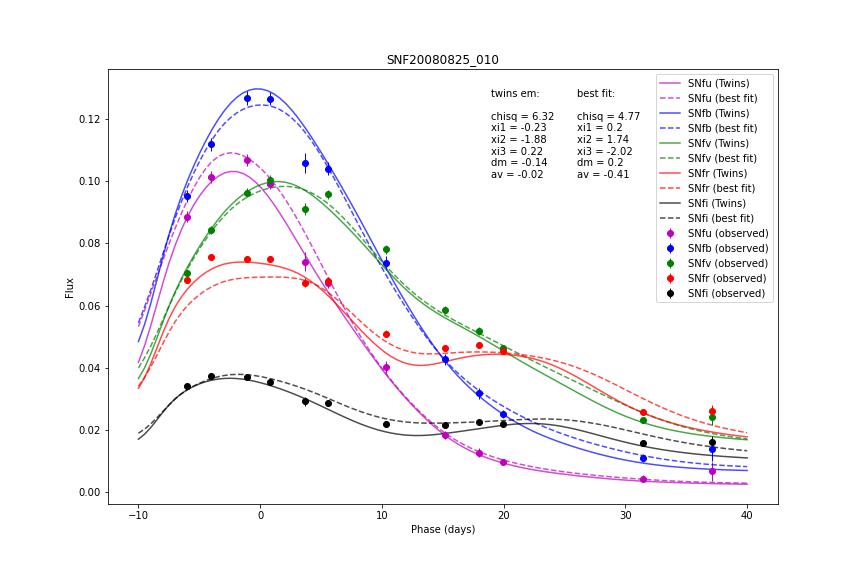 SNF20080825_010
twins em: best fit:
chisq = 6.32 chisq = 4.77
xi1 = -0.23 xi1 = 0.2
xi2 = -1.88 xi2 = 1.74
xi3 = 0.22 xi3 = -2.02
dm = -0.14 dm = 0.2
av = -0.02 av = -0.41
SNfu (Twins)
SNfu (best fit)
SNfb (Twins)
SNfb (best fit)
SNfv (Twins)
SNfv (best fit)
SNfr (Twins)
SNfr (best fit)
SNfi (Twins)
SNfi (best fit)
SNfu (observed)
SNfb (observed)
SNfv (observed)
SNfr (observed)
SNfi (observed)
Flux
0.12
0.10
0.08
0.06
0.04
0.02
0.00
−10 0 10 20 30 40
Phase (days)